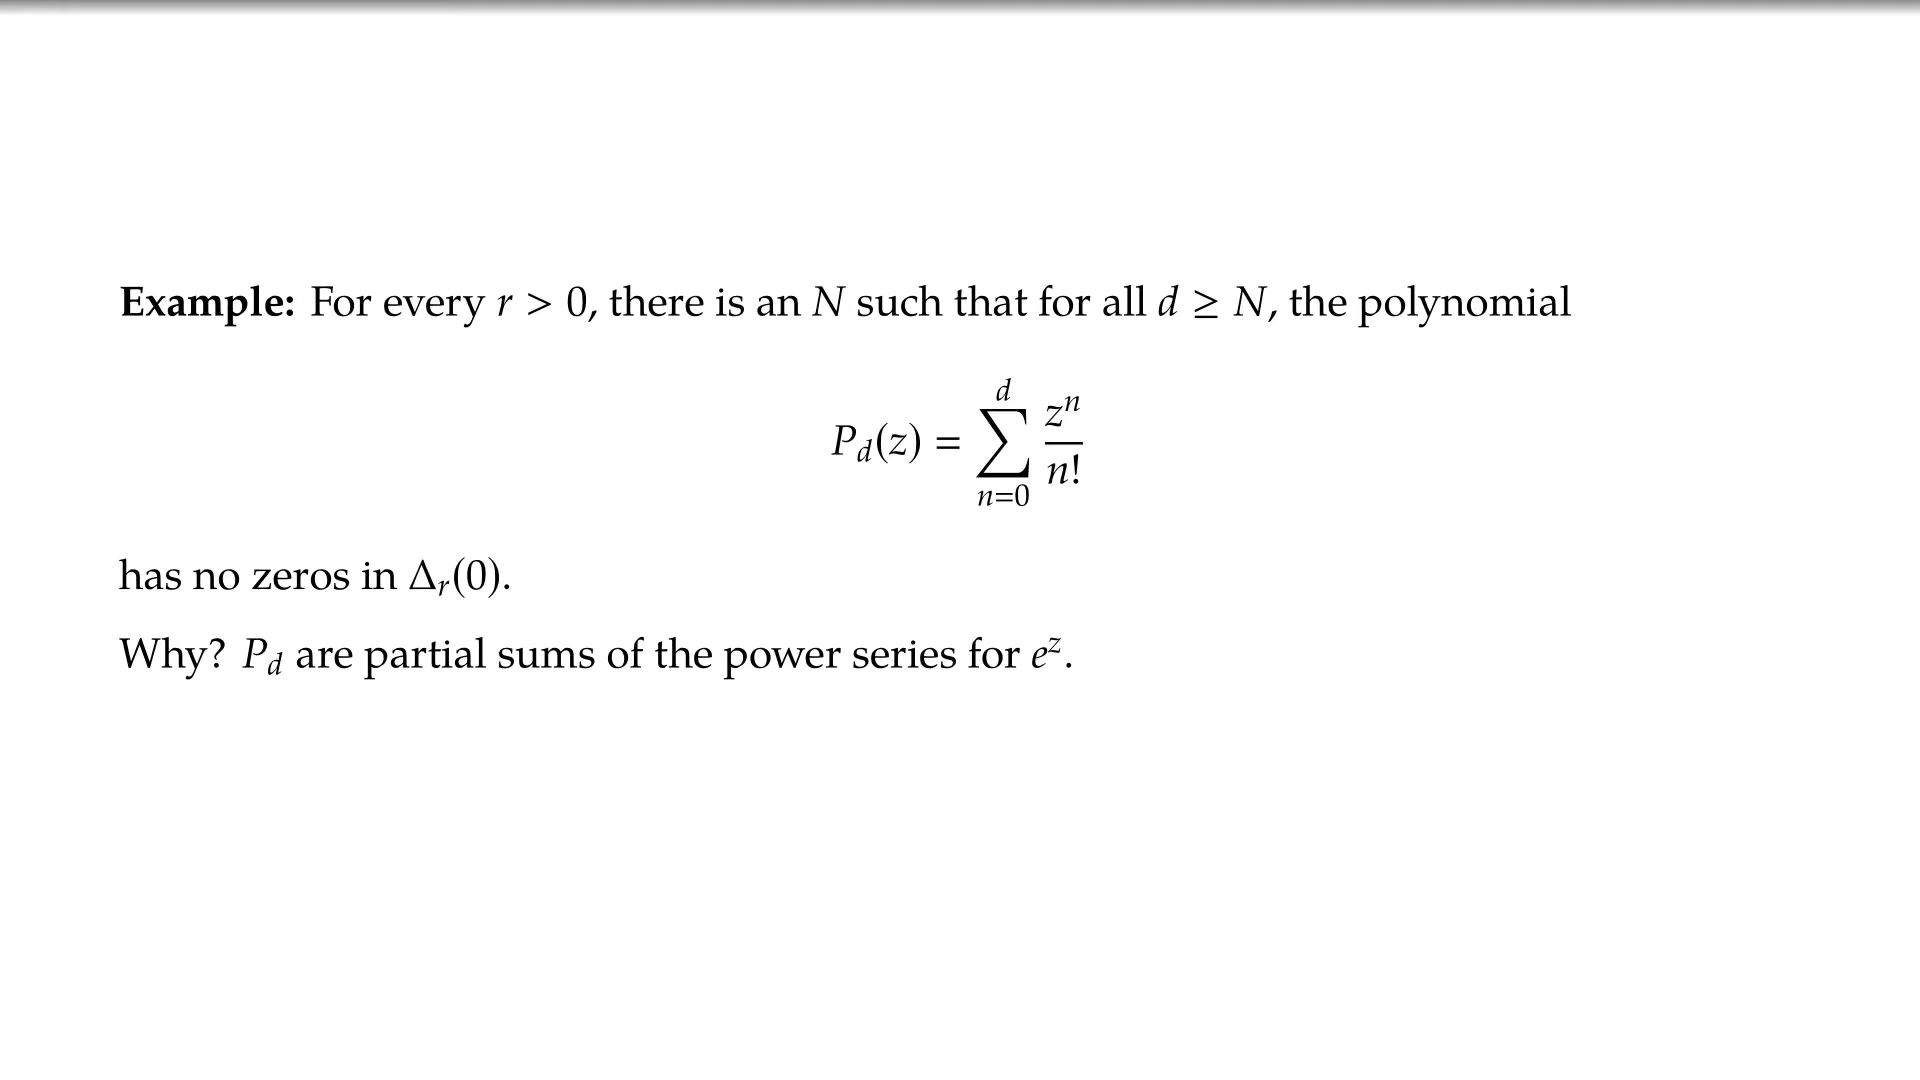 Example: For every r > 0, there is an N such that for all d ≥ N, the polynomial
P_d(z) = \sum_{n=0}^{d} \frac{z^n}{n!}
has no zeros in Δ_r(0).
Why? P_d are partial sums of the power series for e^z.